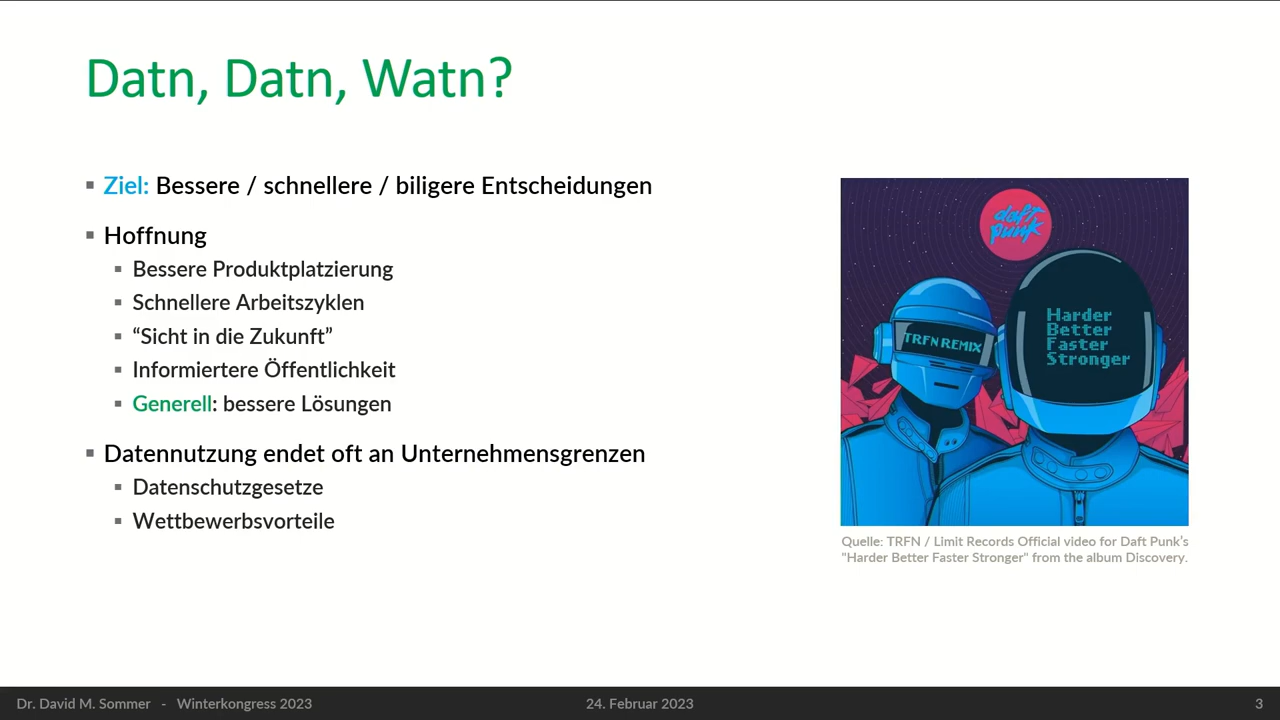 Datn, Datn, Watn?
Ziel: Bessere / schnellere / biligere Entscheidungen
Hoffnung
Bessere Produktplatzierung
Schnellere Arbeitszyklen
“Sicht in die Zukunft”
Informiertere Öffentlichkeit
Generell: bessere Lösungen
Datennutzung endet oft an Unternehmensgrenzen
Datenschutzgesetze
Wettbewerbsvorteile
daft punk
TRFN REMIX
Harder
Better
Faster
Stronger
Quelle: TRFN / Limit Records Official video for Daft Punk’s
"Harder Better Faster Stronger" from the album Discovery.
Dr. David M. Sommer - Winterkongress 2023
24. Februar 2023
3